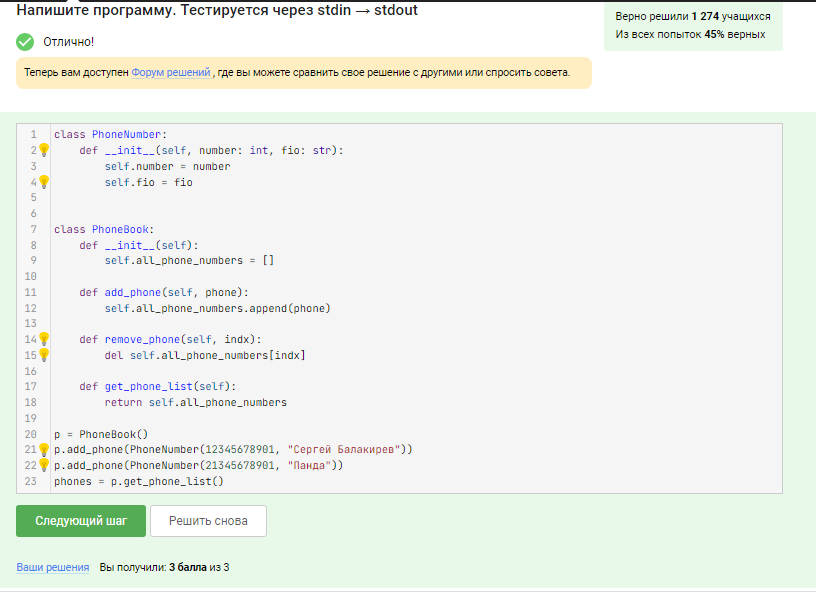 Напишите программу. Тестируется через stdin → stdout
Верно решили 1 274 учащихся
Из всех попыток 45% верных
Отлично!
Теперь вам доступен Форум решений, где вы можете сравнить свое решение с другими или спросить совета.
1 class PhoneNumber:
2     def __init__(self, number: int, fio: str):
3         self.number = number
4         self.fio = fio
5
6
7 class PhoneBook:
8     def __init__(self):
9         self.all_phone_numbers = []
10
11     def add_phone(self, phone):
12         self.all_phone_numbers.append(phone)
13
14     def remove_phone(self, indx):
15         del self.all_phone_numbers[indx]
16
17     def get_phone_list(self):
18         return self.all_phone_numbers
19
20 p = PhoneBook()
21 p.add_phone(PhoneNumber(12345678901, "Сергей Балакирев"))
22 p.add_phone(PhoneNumber(21345678901, "Панда"))
23 phones = p.get_phone_list()
Следующий шаг
Решить снова
Ваши решения Вы получили: 3 балла из 3